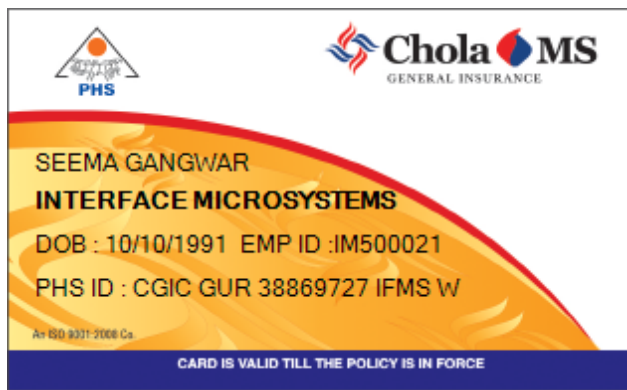 PHS
Chola MS
GENERAL INSURANCE
SEEMA GANGWAR
INTERFACE MICROSYSTEMS
DOB : 10/10/1991 EMP ID :IM500021
PHS ID : CGIC GUR 38869727 IFMS W
An ISO 9001:2008 Co.
CARD IS VALID TILL THE POLICY IS IN FORCE